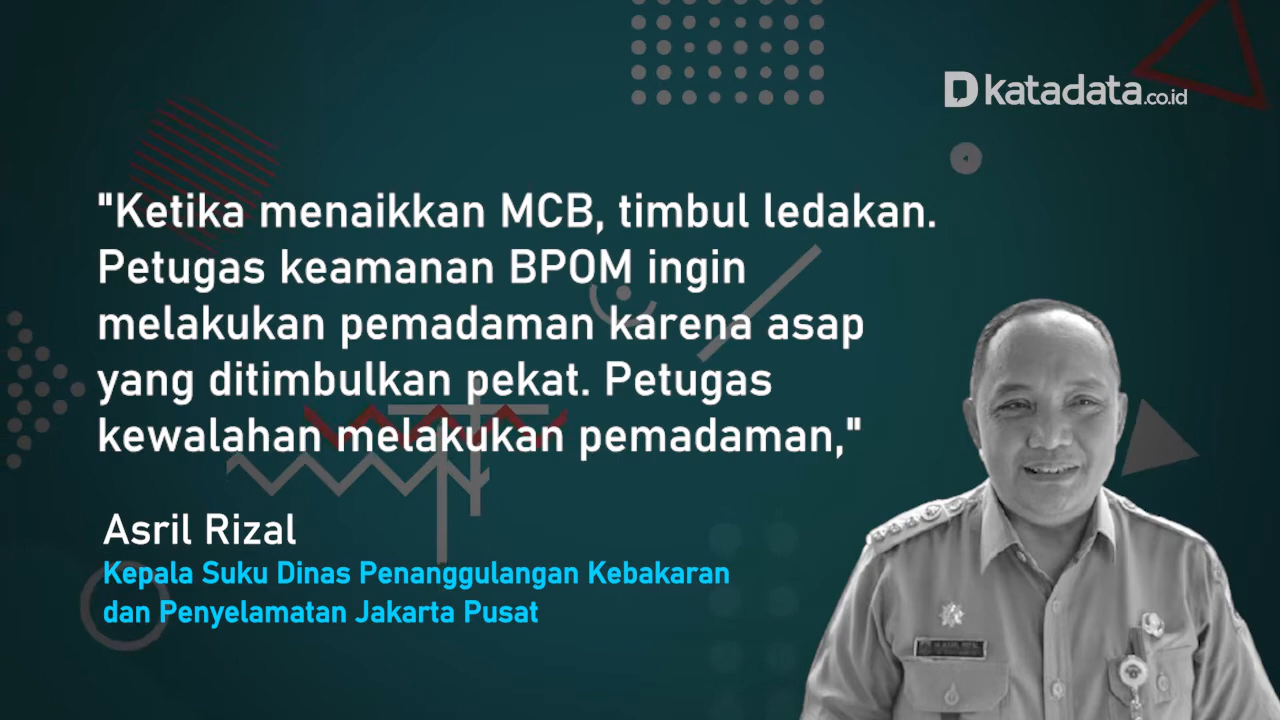 katadata.co.id
"Ketika menaikkan MCB, timbul ledakan.
Petugas keamanan BPOM ingin
melakukan pemadaman karena asap
yang ditimbulkan pekat. Petugas
kewalahan melakukan pemadaman,"
Asril Rizal
Kepala Suku Dinas Penanggulangan Kebakaran
dan Penyelamatan Jakarta Pusat